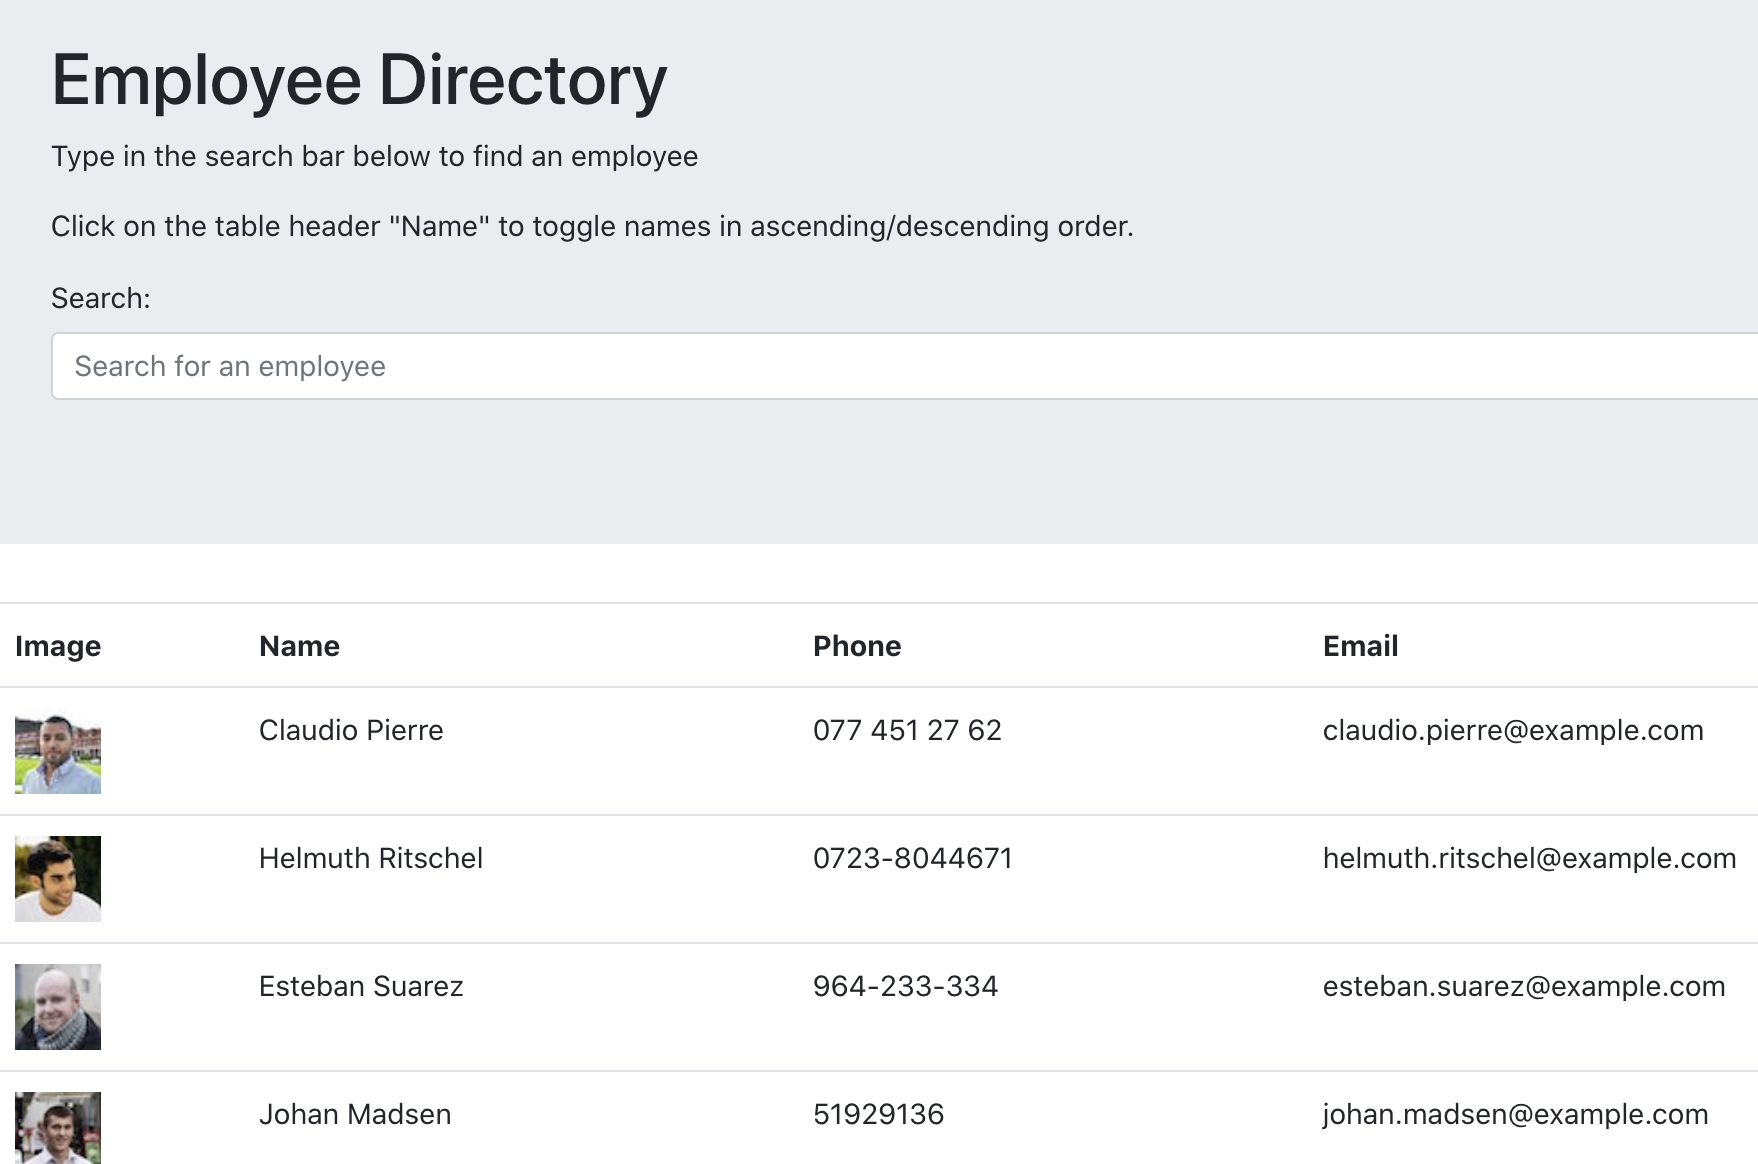 Employee Directory
Type in the search bar below to find an employee
Click on the table header "Name" to toggle names in ascending/descending order.
Search:
Search for an employee
Image Name Phone Email
Claudio Pierre 077 451 27 62 claudio.pierre@example.com
Helmuth Ritschel 0723-8044671 helmuth.ritschel@example.com
Esteban Suarez 964-233-334 esteban.suarez@example.com
Johan Madsen 51929136 johan.madsen@example.com